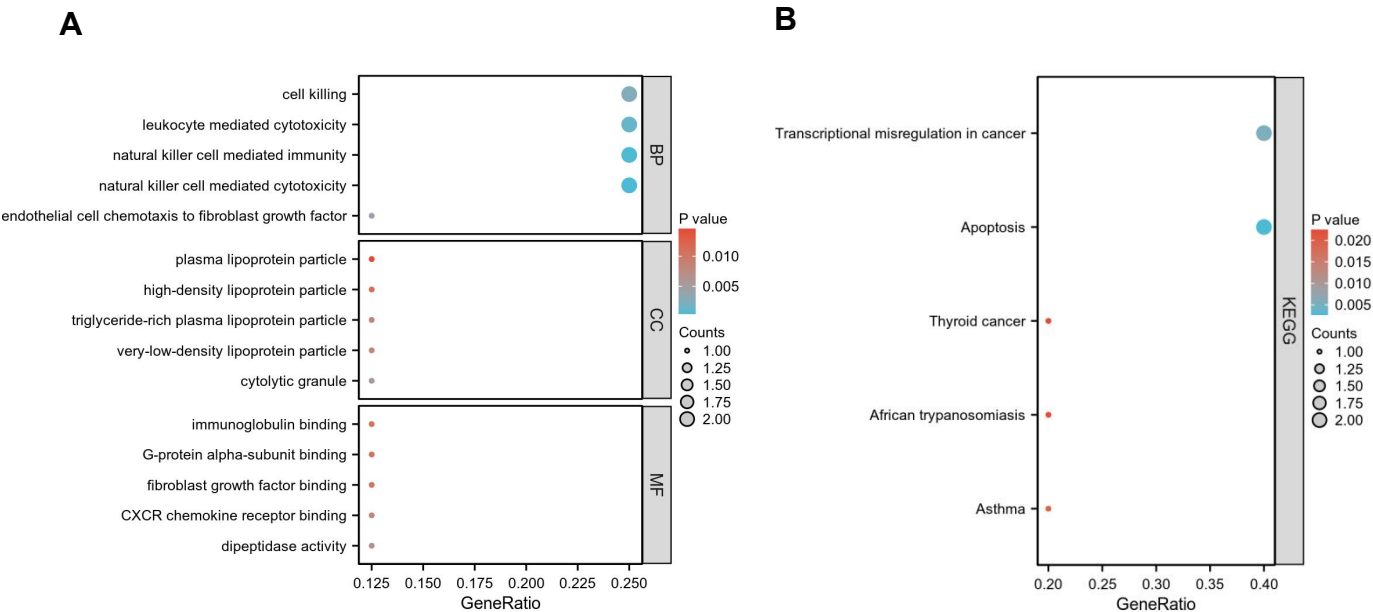 A
cell killing
leukocyte mediated cytotoxicity
natural killer cell mediated immunity
natural killer cell mediated cytotoxicity
endothelial cell chemotaxis to fibroblast growth factor
BP
plasma lipoprotein particle
high-density lipoprotein particle
triglyceride-rich plasma lipoprotein particle
very-low-density lipoprotein particle
cytolytic granule
CC
immunoglobulin binding
G-protein alpha-subunit binding
fibroblast growth factor binding
CXCR chemokine receptor binding
dipeptidase activity
MF
0.125 0.150 0.175 0.200 0.225 0.250
GeneRatio
P value
0.010
0.005
Counts
1.00
1.25
1.50
1.75
2.00
B
Transcriptional misregulation in cancer
Apoptosis
Thyroid cancer
African trypanosomiasis
Asthma
KEGG
0.20 0.25 0.30 0.35 0.40
GeneRatio
P value
0.020
0.015
0.010
0.005
Counts
1.00
1.25
1.50
1.75
2.00